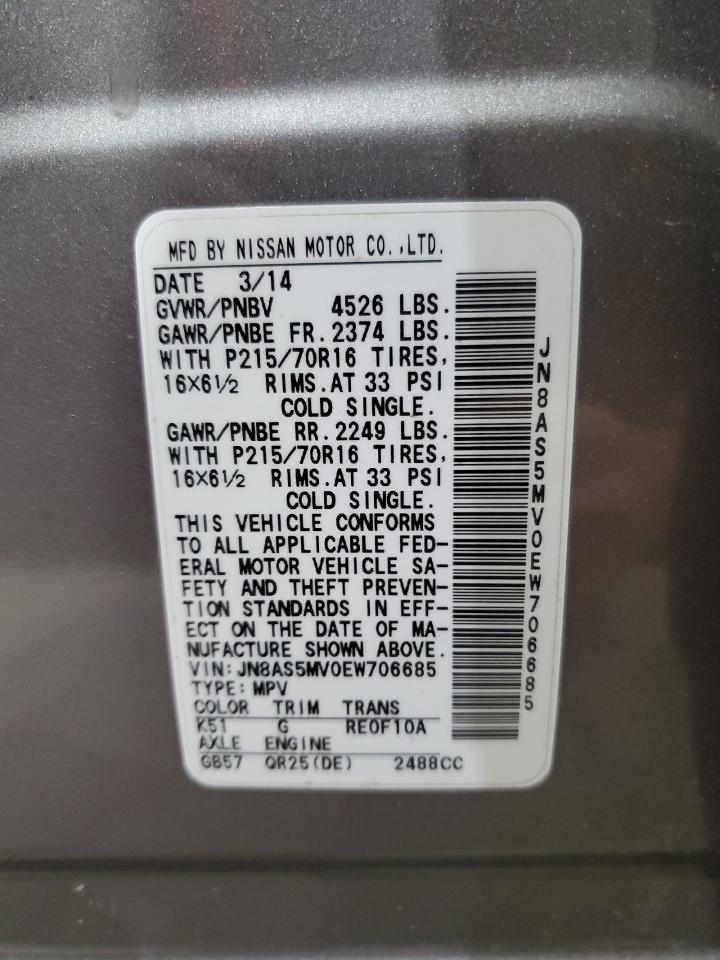 MFD BY NISSAN MOTOR CO.,LTD.
DATE 3/14
GVWR/PNBV 4526 LBS.
GAWR/PNBE FR. 2374 LBS.
WITH P215/70R16 TIRES,
16X6½ RIMS. AT 33 PSI
COLD SINGLE.
GAWR/PNBE RR. 2249 LBS.
WITH P215/70R16 TIRES,
16X6½ RIMS. AT 33 PSI
COLD SINGLE.
THIS VEHICLE CONFORMS
TO ALL APPLICABLE FED-
ERAL MOTOR VEHICLE SA-
FETY AND THEFT PREVEN-
TION STANDARDS IN EFF-
ECT ON THE DATE OF MA-
NUFACTURE SHOWN ABOVE.
VIN: JN8AS5MV0EW706685
TYPE: MPV
COLOR TRIM TRANS
K51 G RE0F10A
AXLE ENGINE
GB57 QR25(DE) 2488CC
JN8AS5MV0EW706685